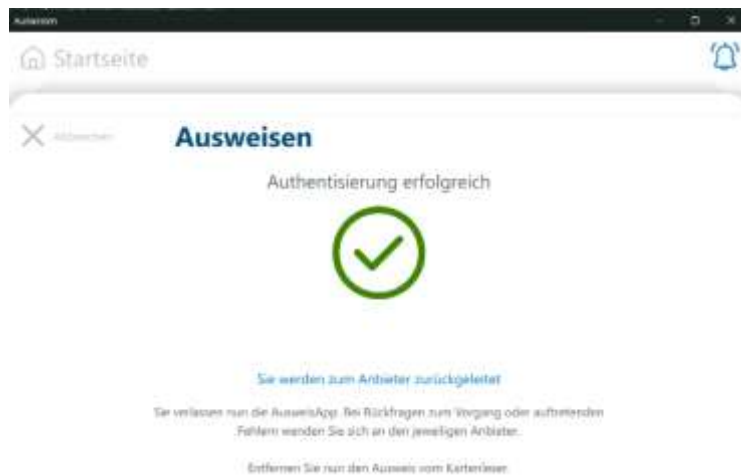 Startseite
Ausweisen
Authentisierung erfolgreich
Sie werden zum Anbieter zurückgeleitet
Sie verlassen nun die AusweisApp. Bei Rückfragen zum Vorgang oder auftretenden
Fehlern wenden Sie sich an den jeweiligen Anbieter.
Entfernen Sie nun den Ausweis vom Kartenleser